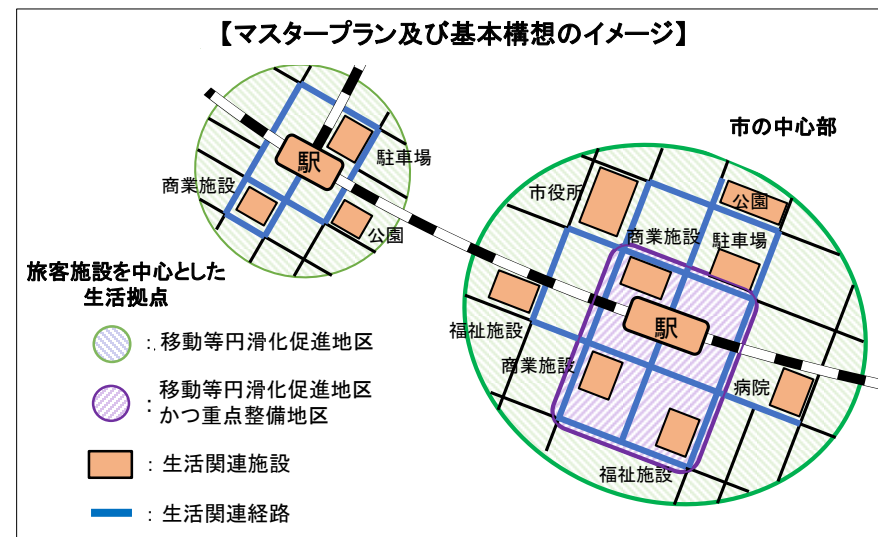 【マスタープラン及び基本構想のイメージ】
市の中心部
駅
駐車場
商業施設
公園
市役所
公園
商業施設
駐車場
旅客施設を中心とした
生活拠点
駅
福祉施設
商業施設
病院
福祉施設
：移動等円滑化促進地区
：移動等円滑化促進地区
かつ重点整備地区
：生活関連施設
：生活関連経路